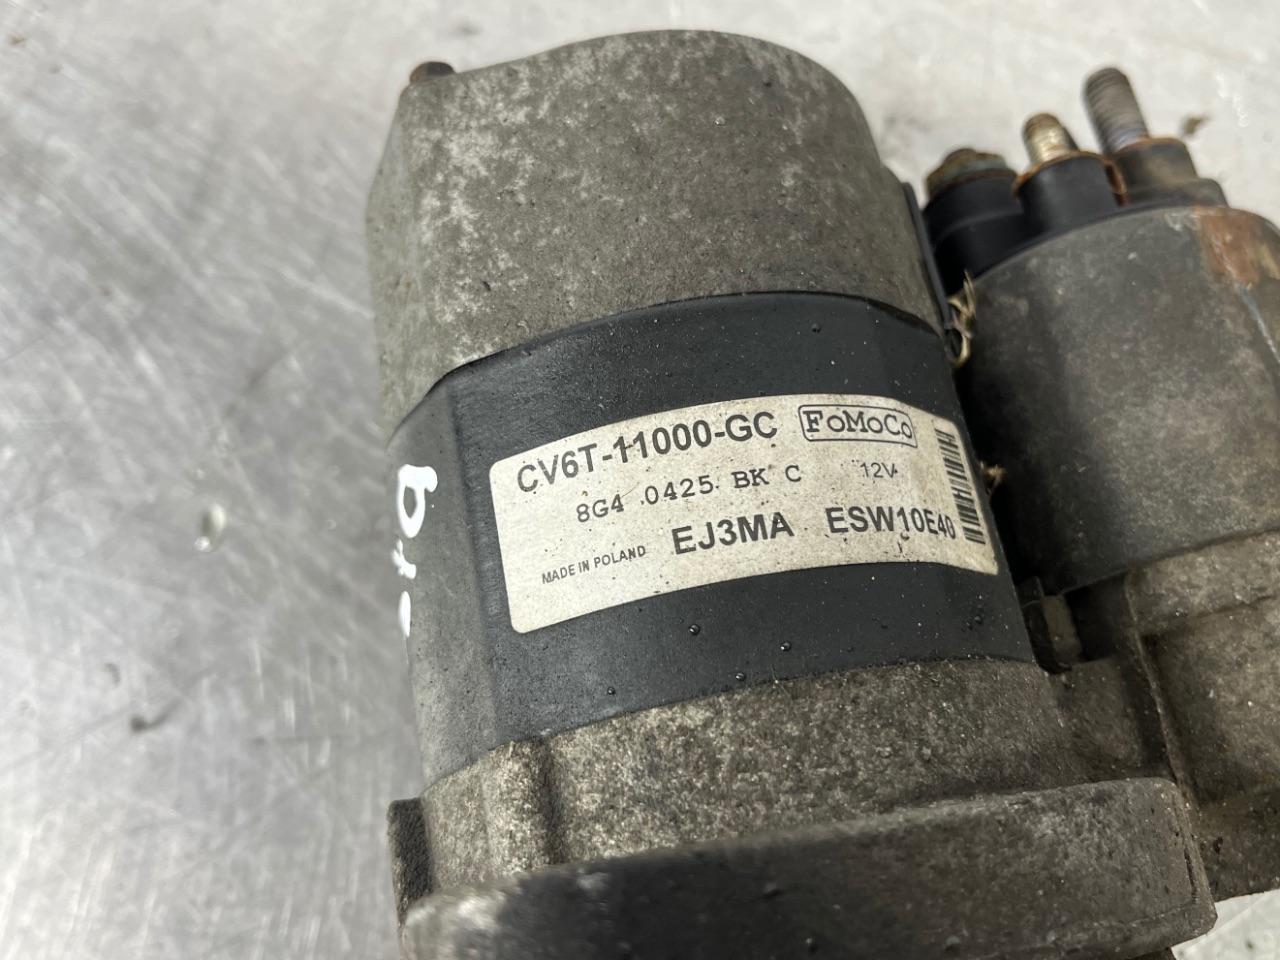 CV6T-11000-GC FoMoCo
8G4 0425 BK C 12V
MADE IN POLAND EJ3MA ESW10E40